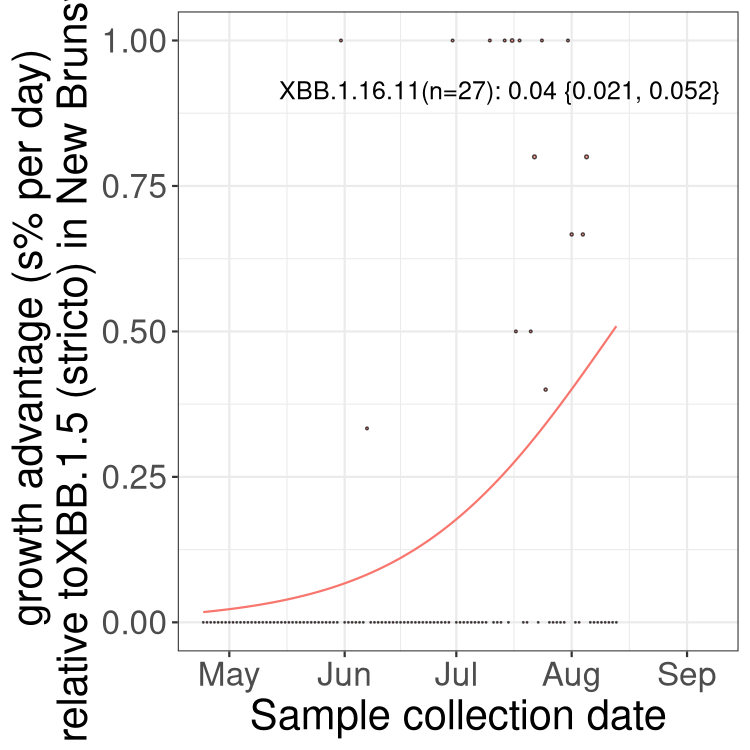 growth advantage (s% per day)
relative toXBB.1.5 (stricto) in New Bruns
1.00
0.75
0.50
0.25
0.00
XBB.1.16.11(n=27): 0.04 {0.021, 0.052}
May Jun Jul Aug Sep
Sample collection date